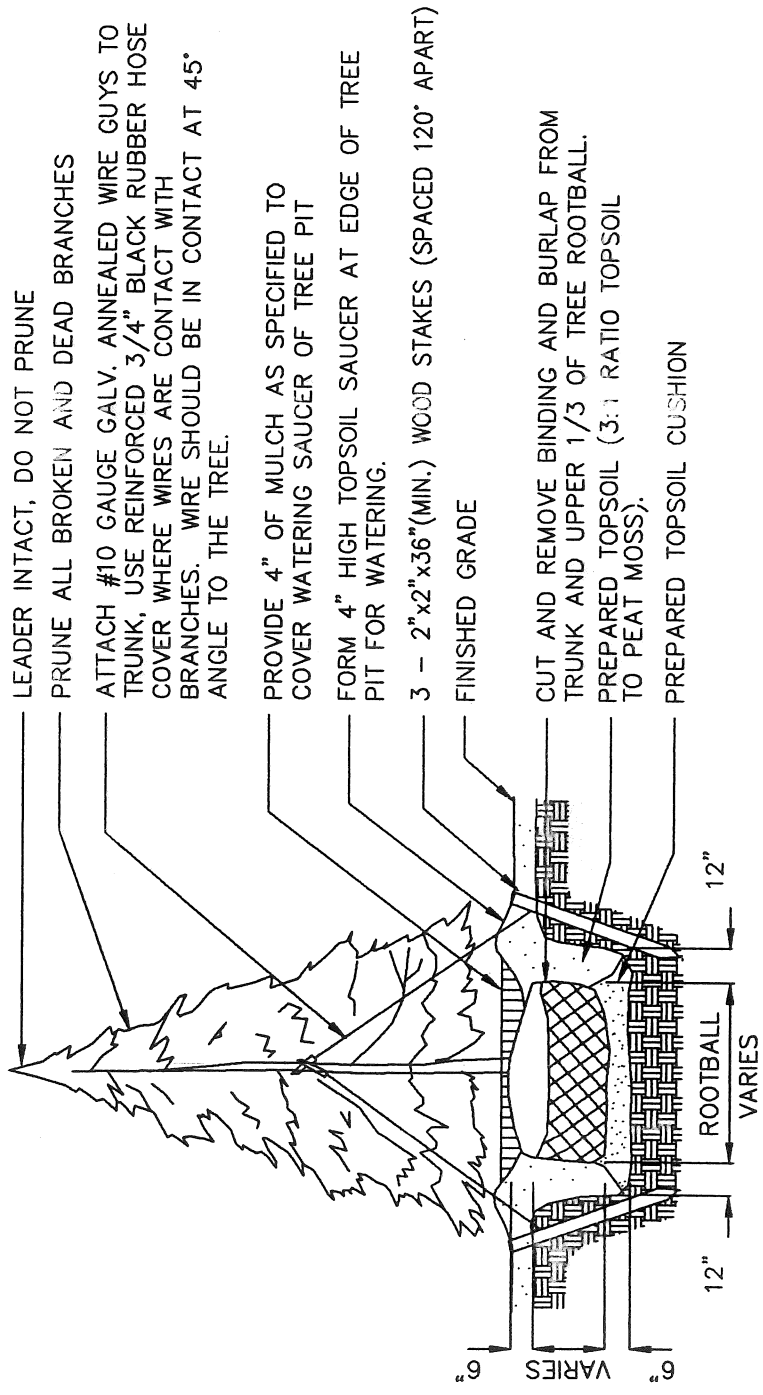 LEADER INTACT, DO NOT PRUNE
PRUNE ALL BROKEN AND DEAD BRANCHES
ATTACH #10 GAUGE GALV. ANNEALED WIRE GUYS TO
TRUNK, USE REINFORCED 3/4" BLACK RUBBER HOSE
COVER WHERE WIRES ARE CONTACT WITH
BRANCHES. WIRE SHOULD BE IN CONTACT AT 45°
ANGLE TO THE TREE.
PROVIDE 4" OF MULCH AS SPECIFIED TO
COVER WATERING SAUCER OF TREE PIT
FORM 4" HIGH TOPSOIL SAUCER AT EDGE OF TREE
PIT FOR WATERING.
3 – 2"x2"x36"(MIN.) WOOD STAKES (SPACED 120° APART)
FINISHED GRADE
CUT AND REMOVE BINDING AND BURLAP FROM
TRUNK AND UPPER 1/3 OF TREE ROOTBALL.
PREPARED TOPSOIL (3:1 RATIO TOPSOIL
TO PEAT MOSS).
PREPARED TOPSOIL CUSHION
6"
VARIES
6"
12"
ROOTBALL
VARIES
12"